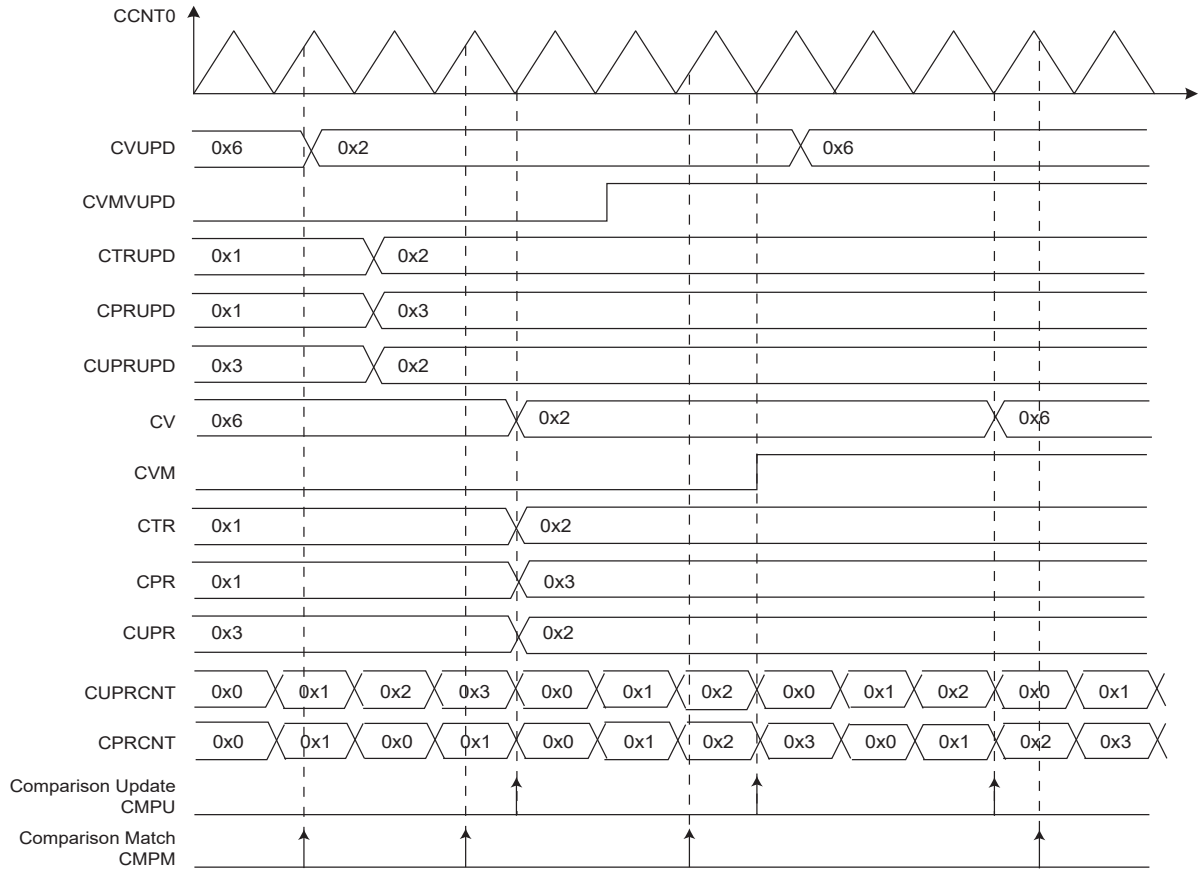 CCNT0
CVUPD 0x6 0x2 0x6
CVMVUPD
CTRUPD 0x1 0x2
CPRUPD 0x1 0x3
CUPRUPD 0x3 0x2
CV 0x6 0x2 0x6
CVM
CTR 0x1 0x2
CPR 0x1 0x3
CUPR 0x3 0x2
CUPRCNT 0x0 0x1 0x2 0x3 0x0 0x1 0x2 0x0 0x1 0x2 0x0 0x1
CPRCNT 0x0 0x1 0x0 0x1 0x0 0x1 0x2 0x3 0x0 0x1 0x2 0x3
Comparison Update
CMPU
Comparison Match
CMPM